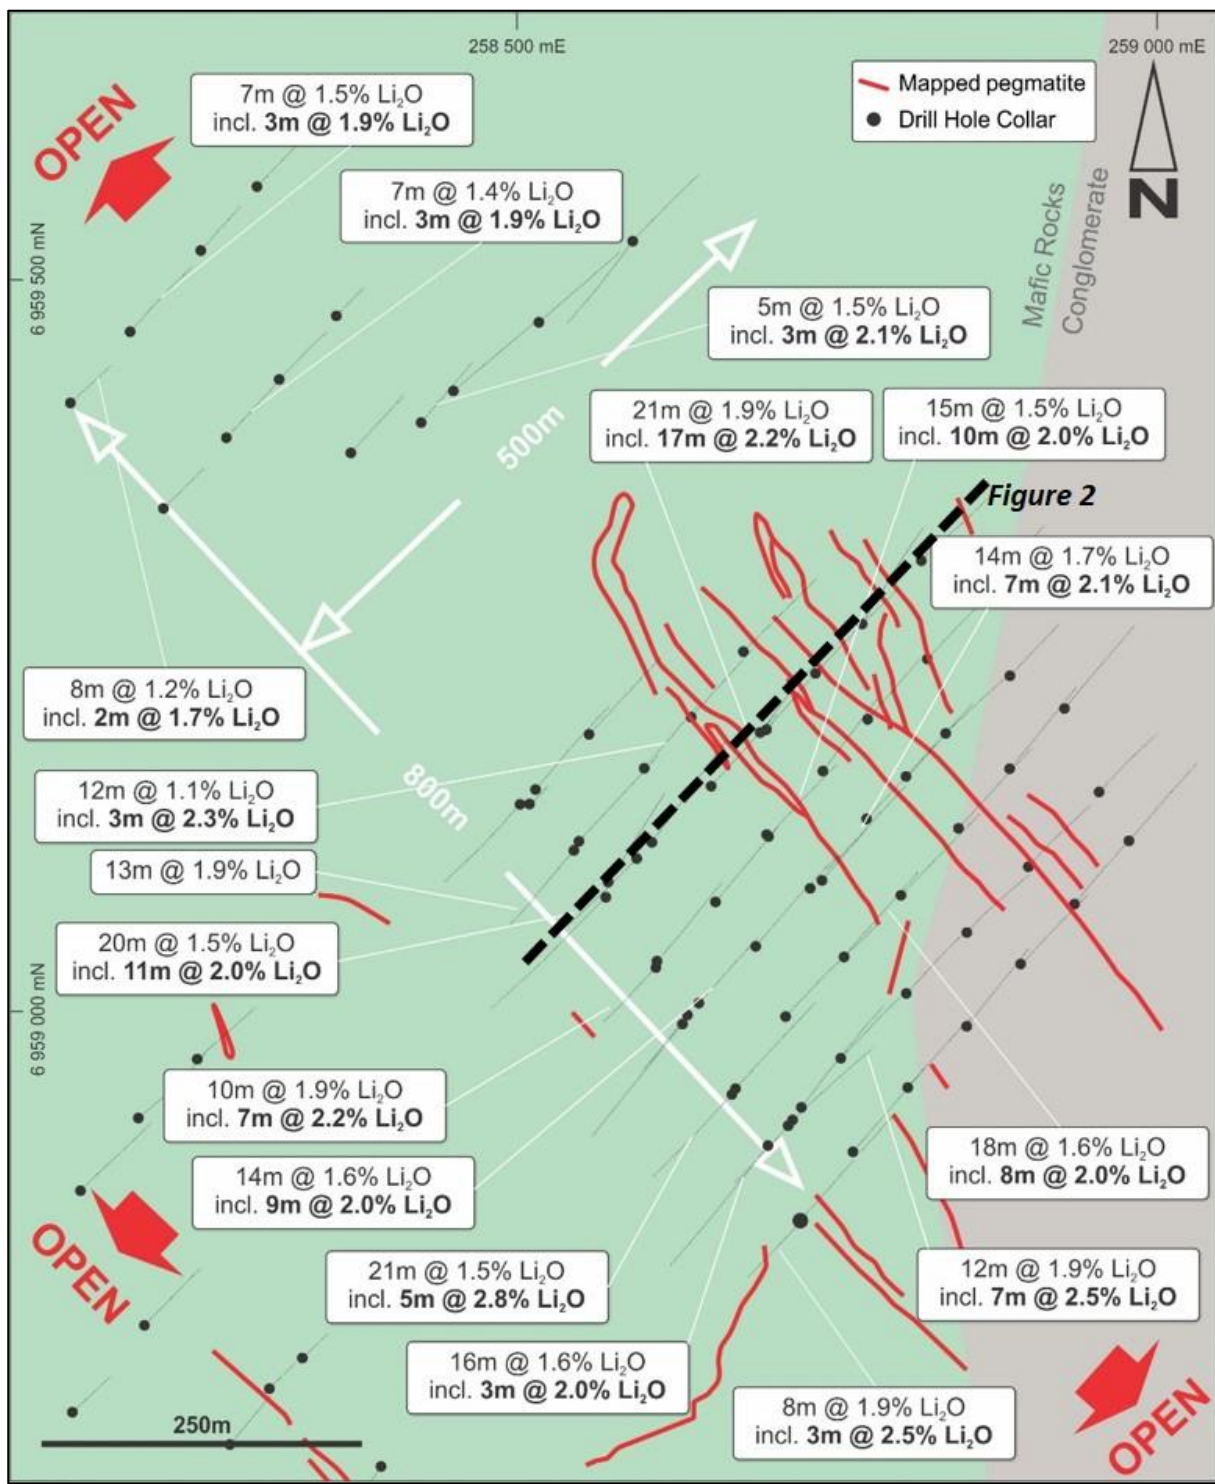 258 500 mE
259 000 mE
Mapped pegmatite
Drill Hole Collar
N
OPEN
7m @ 1.5% Li₂O
incl. 3m @ 1.9% Li₂O
7m @ 1.4% Li₂O
incl. 3m @ 1.9% Li₂O
Mafic Rocks
Conglomerate
6 959 500 mN
5m @ 1.5% Li₂O
incl. 3m @ 2.1% Li₂O
500m
21m @ 1.9% Li₂O
incl. 17m @ 2.2% Li₂O
15m @ 1.5% Li₂O
incl. 10m @ 2.0% Li₂O
Figure 2
14m @ 1.7% Li₂O
incl. 7m @ 2.1% Li₂O
8m @ 1.2% Li₂O
incl. 2m @ 1.7% Li₂O
800m
12m @ 1.1% Li₂O
incl. 3m @ 2.3% Li₂O
13m @ 1.9% Li₂O
20m @ 1.5% Li₂O
incl. 11m @ 2.0% Li₂O
6 959 000 mN
10m @ 1.9% Li₂O
incl. 7m @ 2.2% Li₂O
14m @ 1.6% Li₂O
incl. 9m @ 2.0% Li₂O
18m @ 1.6% Li₂O
incl. 8m @ 2.0% Li₂O
OPEN
21m @ 1.5% Li₂O
incl. 5m @ 2.8% Li₂O
12m @ 1.9% Li₂O
incl. 7m @ 2.5% Li₂O
16m @ 1.6% Li₂O
incl. 3m @ 2.0% Li₂O
8m @ 1.9% Li₂O
incl. 3m @ 2.5% Li₂O
250m
OPEN